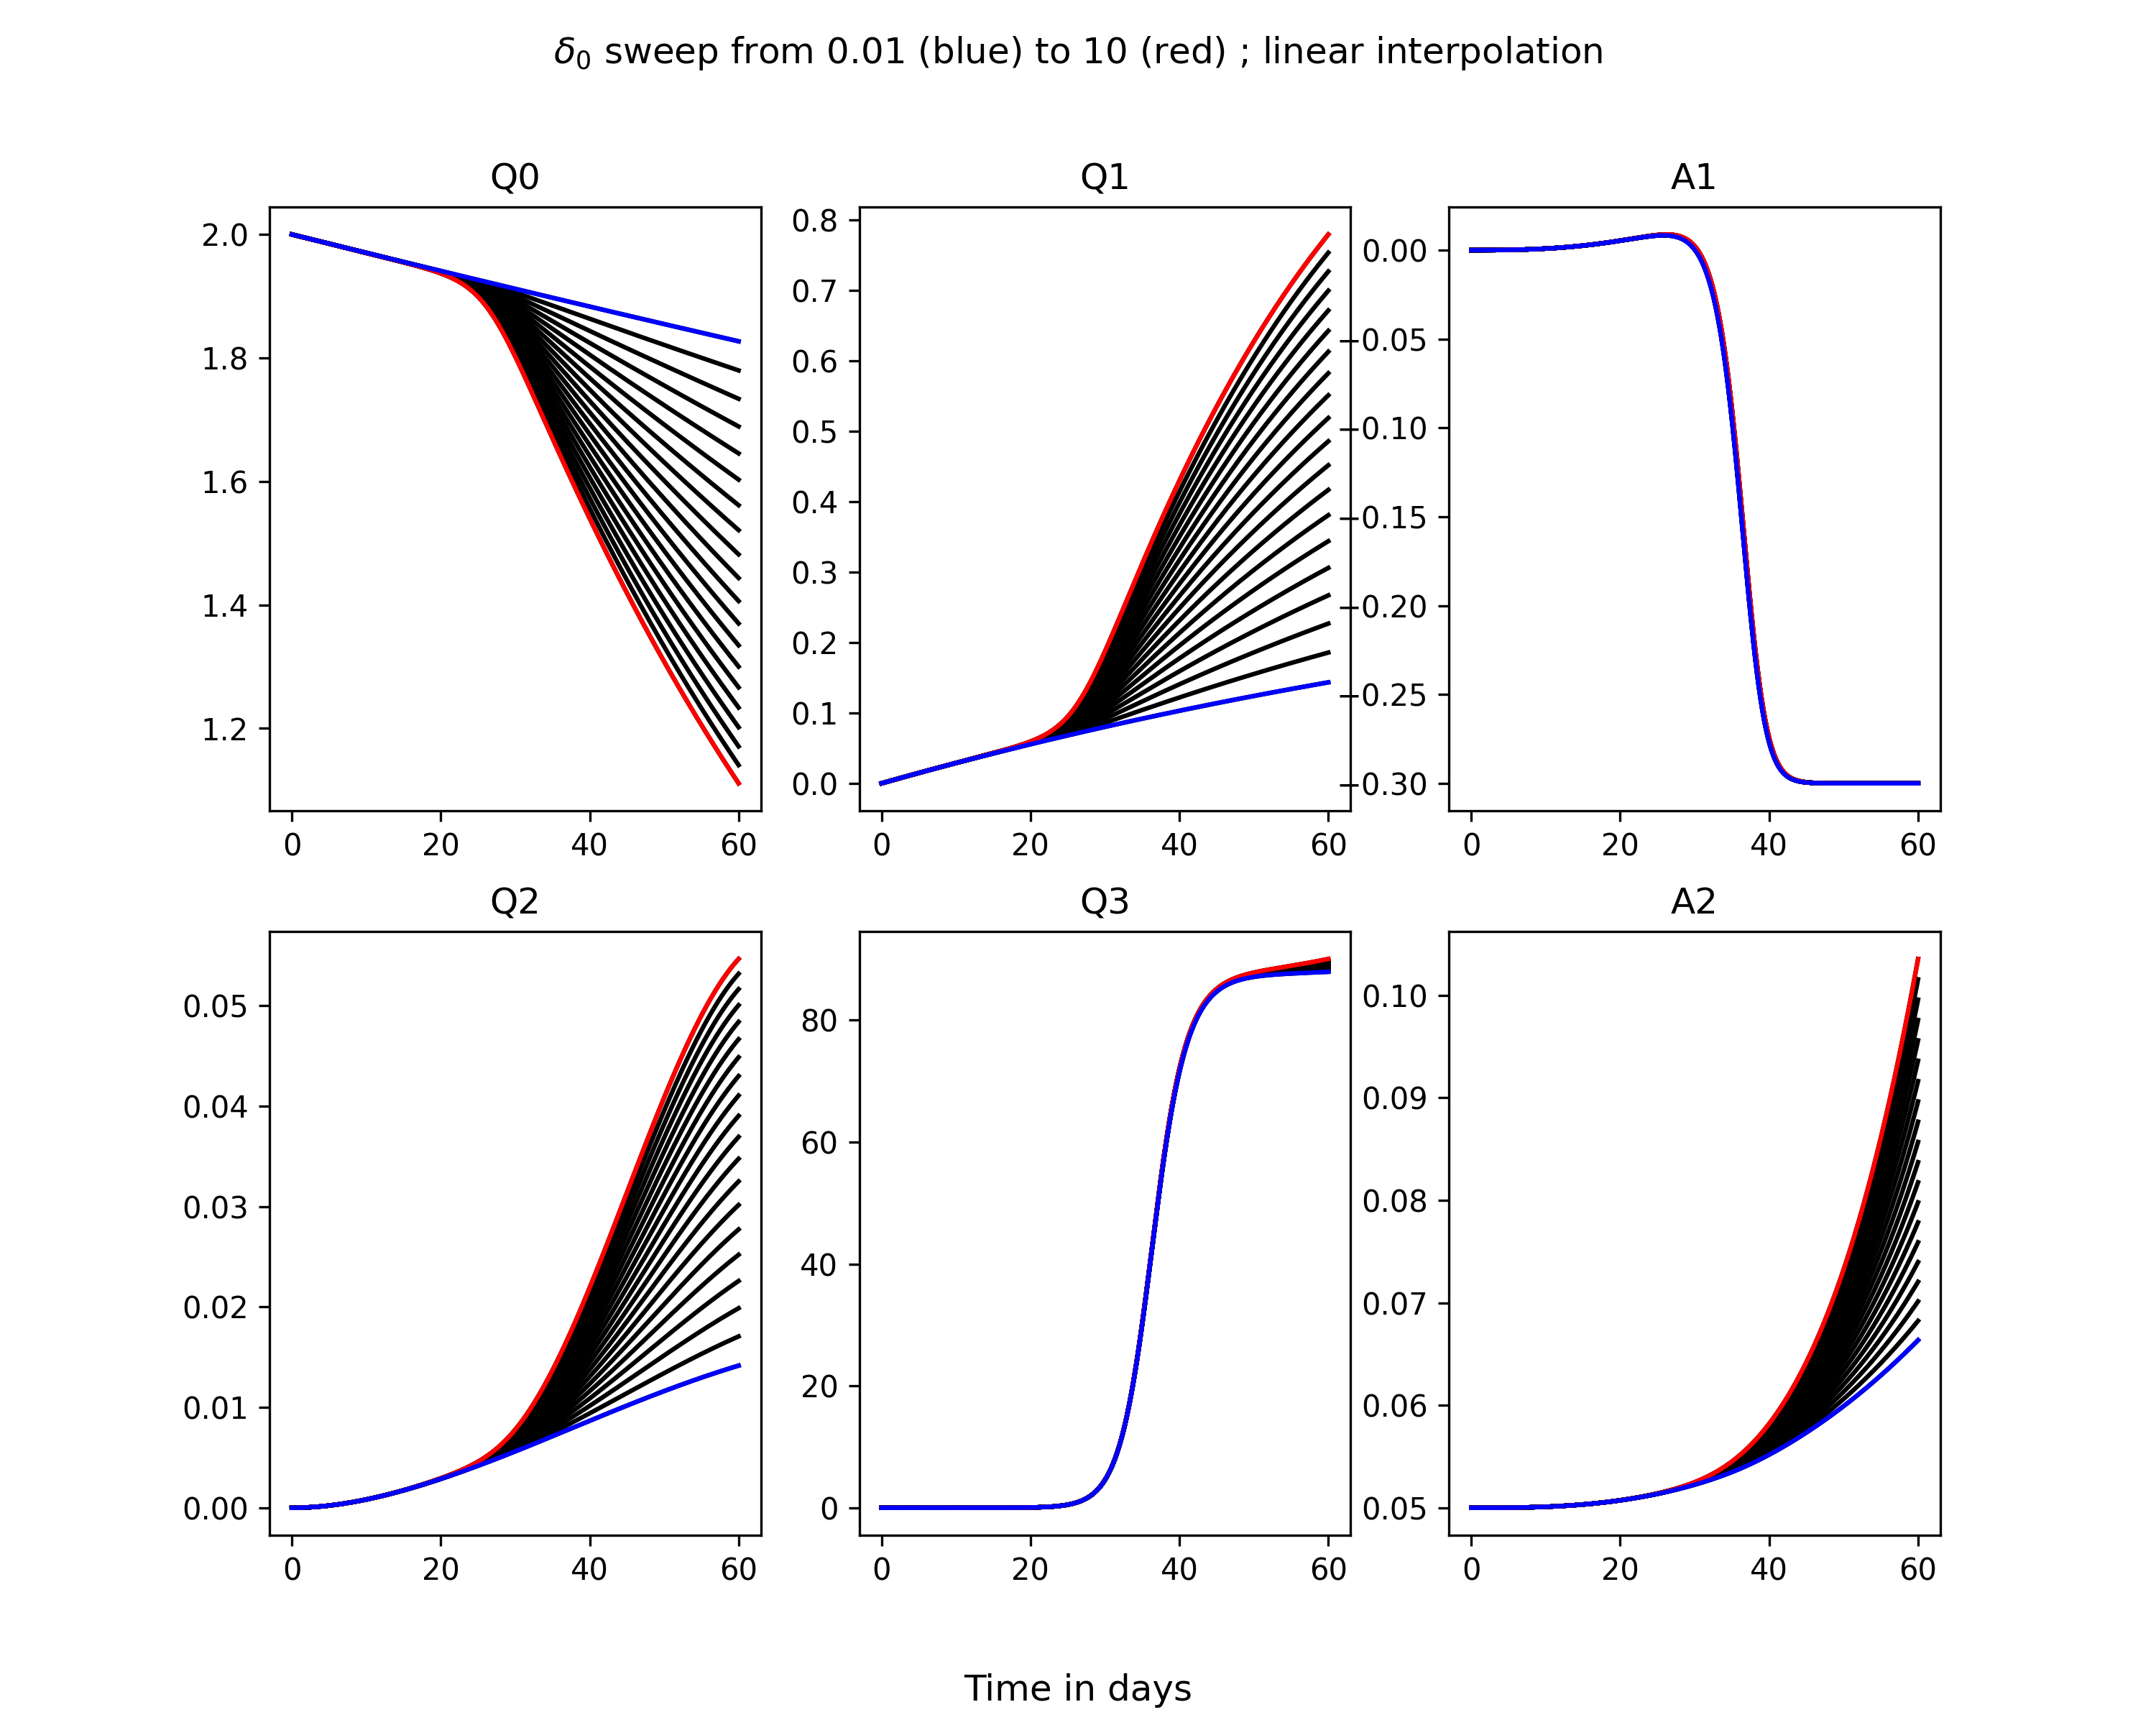 δ0 sweep from 0.01 (blue) to 10 (red) ; linear interpolation
Q0
2.0
1.8
1.6
1.4
1.2
0 20 40 60
Q1
0.8
0.7
0.6
0.5
0.4
0.3
0.2
0.1
0.0
0 20 40 60
A1
0.00
−0.05
−0.10
−0.15
−0.20
−0.25
−0.30
0 20 40 60
Q2
0.05
0.04
0.03
0.02
0.01
0.00
0 20 40 60
Q3
80
60
40
20
0
0 20 40 60
A2
0.10
0.09
0.08
0.07
0.06
0.05
0 20 40 60
Time in days